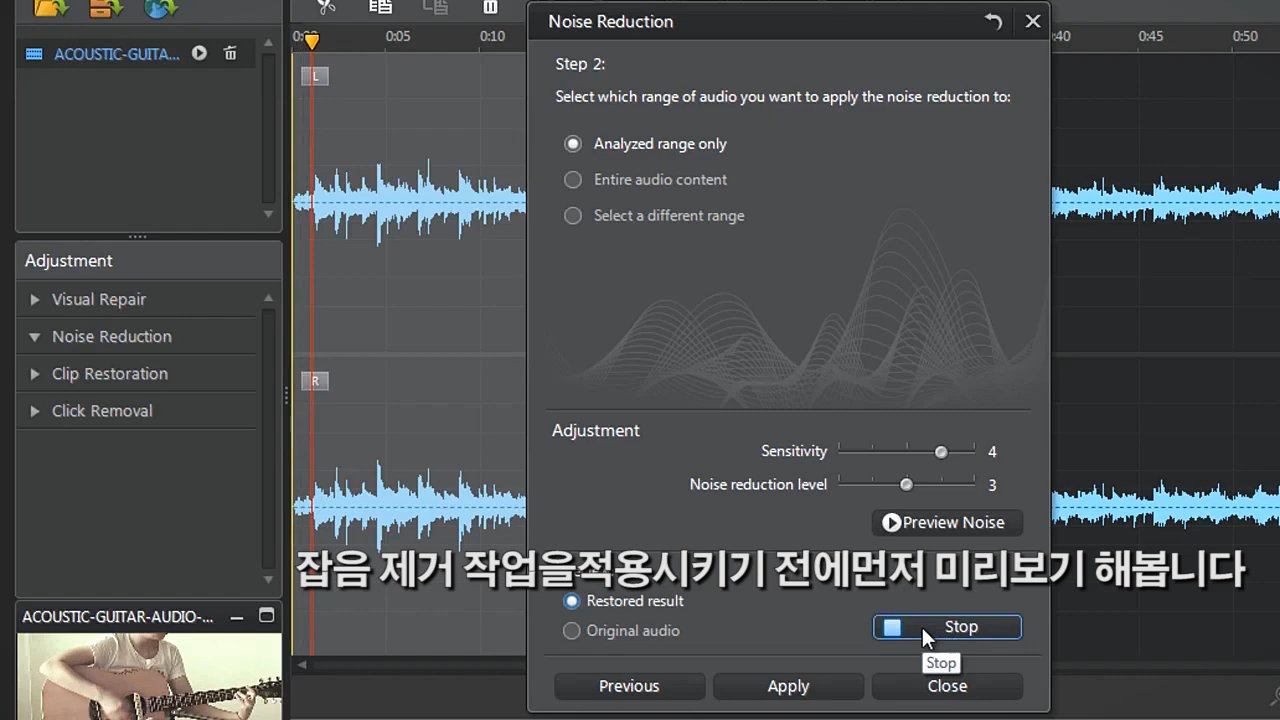 Noise Reduction
0:05
0:10
:40
0:45
0:50
ACOUSTIC-GUITA...
L
R
Step 2:
Select which range of audio you want to apply the noise reduction to:
Analyzed range only
Entire audio content
Select a different range
Adjustment
Visual Repair
Noise Reduction
Clip Restoration
Click Removal
Adjustment
Sensitivity 4
Noise reduction level 3
Preview Noise
잡음 제거 작업을적용시키기 전에먼저 미리보기 해봅니다
Restored result
Original audio
Stop
Stop
ACOUSTIC-GUITAR-AUDIO-...
Previous
Apply
Close